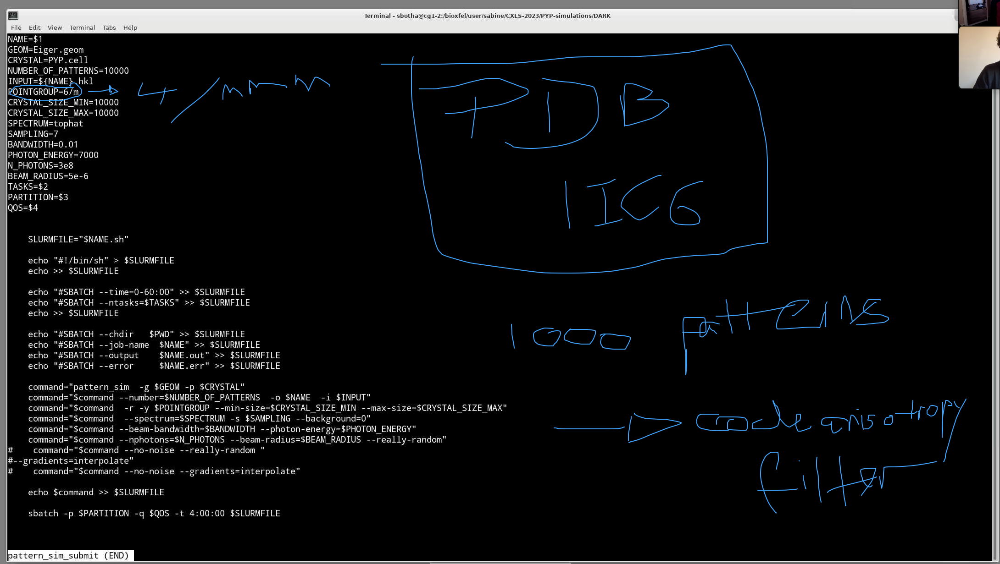 Terminal - sbotha@cg1-2:/bioxfel/user/sabine/CXLS-2023/PYP-simulations/DARK
File Edit View Terminal Tabs Help
NAME=$1
GEOM=Eiger.geom
CRYSTAL=PYP.cell
NUMBER_OF_PATTERNS=10000
INPUT=${NAME}.hkl
POINTGROUP=6/m → 4/mmm
CRYSTAL_SIZE_MIN=10000
CRYSTAL_SIZE_MAX=10000
SPECTRUM=tophat
SAMPLING=7
BANDWIDTH=0.01
PHOTON_ENERGY=7000
N_PHOTONS=3e8
BEAM_RADIUS=5e-6
TASKS=$2
PARTITION=$3
QOS=$4
SLURMFILE="$NAME.sh"
echo "#!/bin/sh" > $SLURMFILE
echo >> $SLURMFILE
echo "#SBATCH --time=0-60:00" >> $SLURMFILE
echo "#SBATCH --ntasks=$TASKS" >> $SLURMFILE
echo >> $SLURMFILE
echo "#SBATCH --chdir   $PWD" >> $SLURMFILE
echo "#SBATCH --job-name  $NAME" >> $SLURMFILE
echo "#SBATCH --output    $NAME.out" >> $SLURMFILE
echo "#SBATCH --error     $NAME.err" >> $SLURMFILE
command="pattern_sim  -g $GEOM -p $CRYSTAL"
command="$command --number=$NUMBER_OF_PATTERNS  -o $NAME  -i $INPUT"
command="$command  -r -y $POINTGROUP --min-size=$CRYSTAL_SIZE_MIN --max-size=$CRYSTAL_SIZE_MAX"
command="$command  --spectrum=$SPECTRUM -s $SAMPLING --background=0"
command="$command --beam-bandwidth=$BANDWIDTH --photon-energy=$PHOTON_ENERGY"
command="$command --nphotons=$N_PHOTONS --beam-radius=$BEAM_RADIUS --really-random"
#    command="$command --no-noise --really-random "
#--gradients=interpolate"
#    command="$command --no-noise --gradients=interpolate"
echo $command >> $SLURMFILE
sbatch -p $PARTITION -q $QOS -t 4:00:00 $SLURMFILE
pattern_sim_submit (END)
PDB
1IC6
1000 patterns
→ code anisotropy
filter